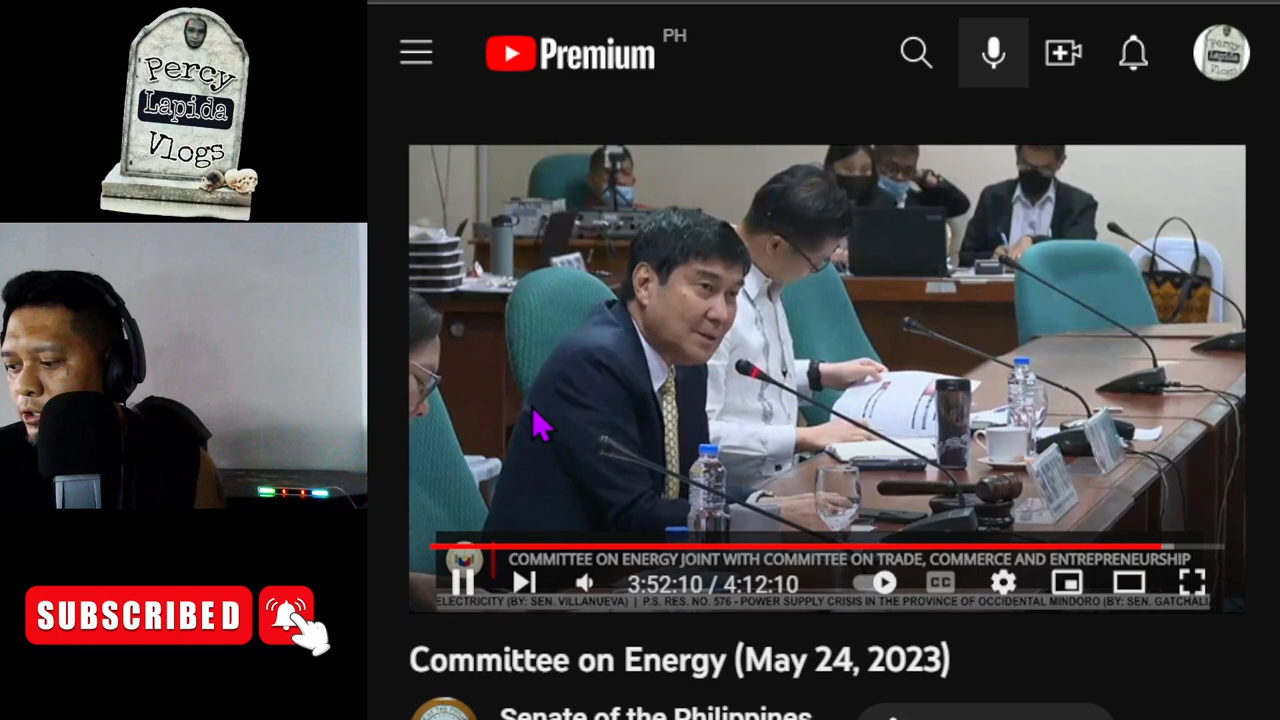 Percy
Lapida
Vlogs
SUBSCRIBED
Premium
PH
COMMITTEE ON ENERGY JOINT WITH COMMITTEE ON TRADE, COMMERCE AND ENTREPRENEURSHIP
3:52:10 / 4:12:10
CC
ELECTRICITY (BY: SEN. VILLANUEVA) | P.S. RES. NO. 576 - POWER SUPPLY CRISIS IN THE PROVINCE OF OCCIDENTAL MINDORO (BY: SEN. GATCHALI
Committee on Energy (May 24, 2023)
Senate of the Philippines